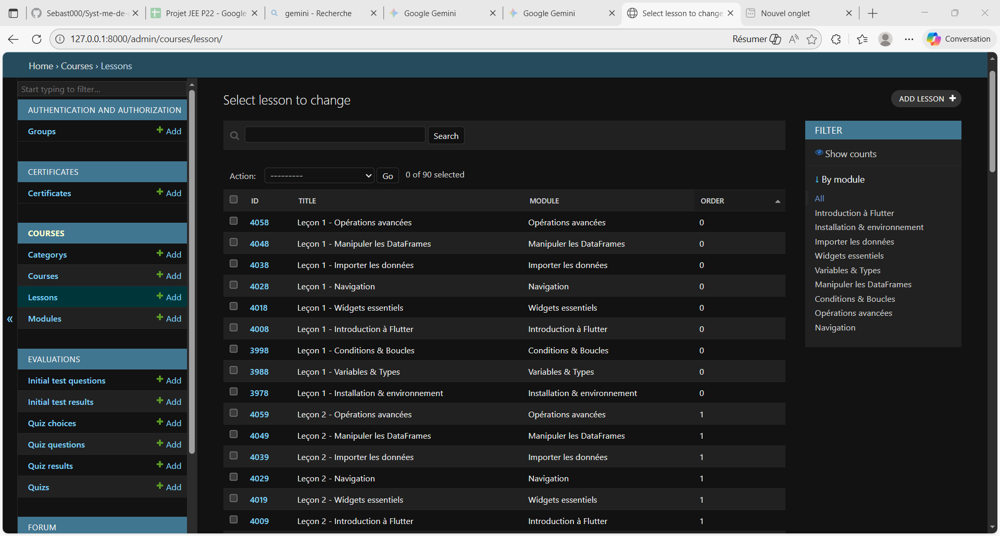 Sebast000/Syst-me-de-
Projet JEE P22 - Google
gemini - Recherche
Google Gemini
Google Gemini
Select lesson to change
Nouvel onglet
127.0.0.1:8000/admin/courses/lesson/
Résumer
Conversation
Home › Courses › Lessons
Start typing to filter...
AUTHENTICATION AND AUTHORIZATION
Groups Add
CERTIFICATES
Certificates Add
COURSES
Categorys Add
Courses Add
Lessons Add
Modules Add
EVALUATIONS
Initial test questions Add
Initial test results Add
Quiz choices Add
Quiz questions Add
Quiz results Add
Quizs Add
FORUM
«
Select lesson to change
ADD LESSON
Search
Action: --------- Go 0 of 90 selected
ID TITLE MODULE ORDER
4058 Leçon 1 - Opérations avancées Opérations avancées 0
4048 Leçon 1 - Manipuler les DataFrames Manipuler les DataFrames 0
4038 Leçon 1 - Importer les données Importer les données 0
4028 Leçon 1 - Navigation Navigation 0
4018 Leçon 1 - Widgets essentiels Widgets essentiels 0
4008 Leçon 1 - Introduction à Flutter Introduction à Flutter 0
3998 Leçon 1 - Conditions & Boucles Conditions & Boucles 0
3988 Leçon 1 - Variables & Types Variables & Types 0
3978 Leçon 1 - Installation & environnement Installation & environnement 0
4059 Leçon 2 - Opérations avancées Opérations avancées 1
4049 Leçon 2 - Manipuler les DataFrames Manipuler les DataFrames 1
4039 Leçon 2 - Importer les données Importer les données 1
4029 Leçon 2 - Navigation Navigation 1
4019 Leçon 2 - Widgets essentiels Widgets essentiels 1
4009 Leçon 2 - Introduction à Flutter Introduction à Flutter 1
FILTER
Show counts
↓ By module
All
Introduction à Flutter
Installation & environnement
Importer les données
Widgets essentiels
Variables & Types
Manipuler les DataFrames
Conditions & Boucles
Opérations avancées
Navigation